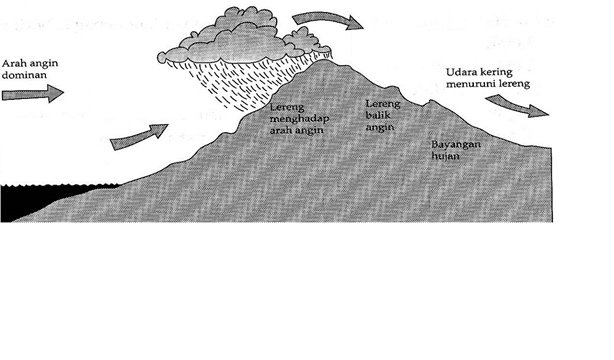 Arah angin
dominan
Udara kering
menuruni lereng
Lereng
menghadap
arah angin
Lereng
balik
angin
Bayangan
hujan